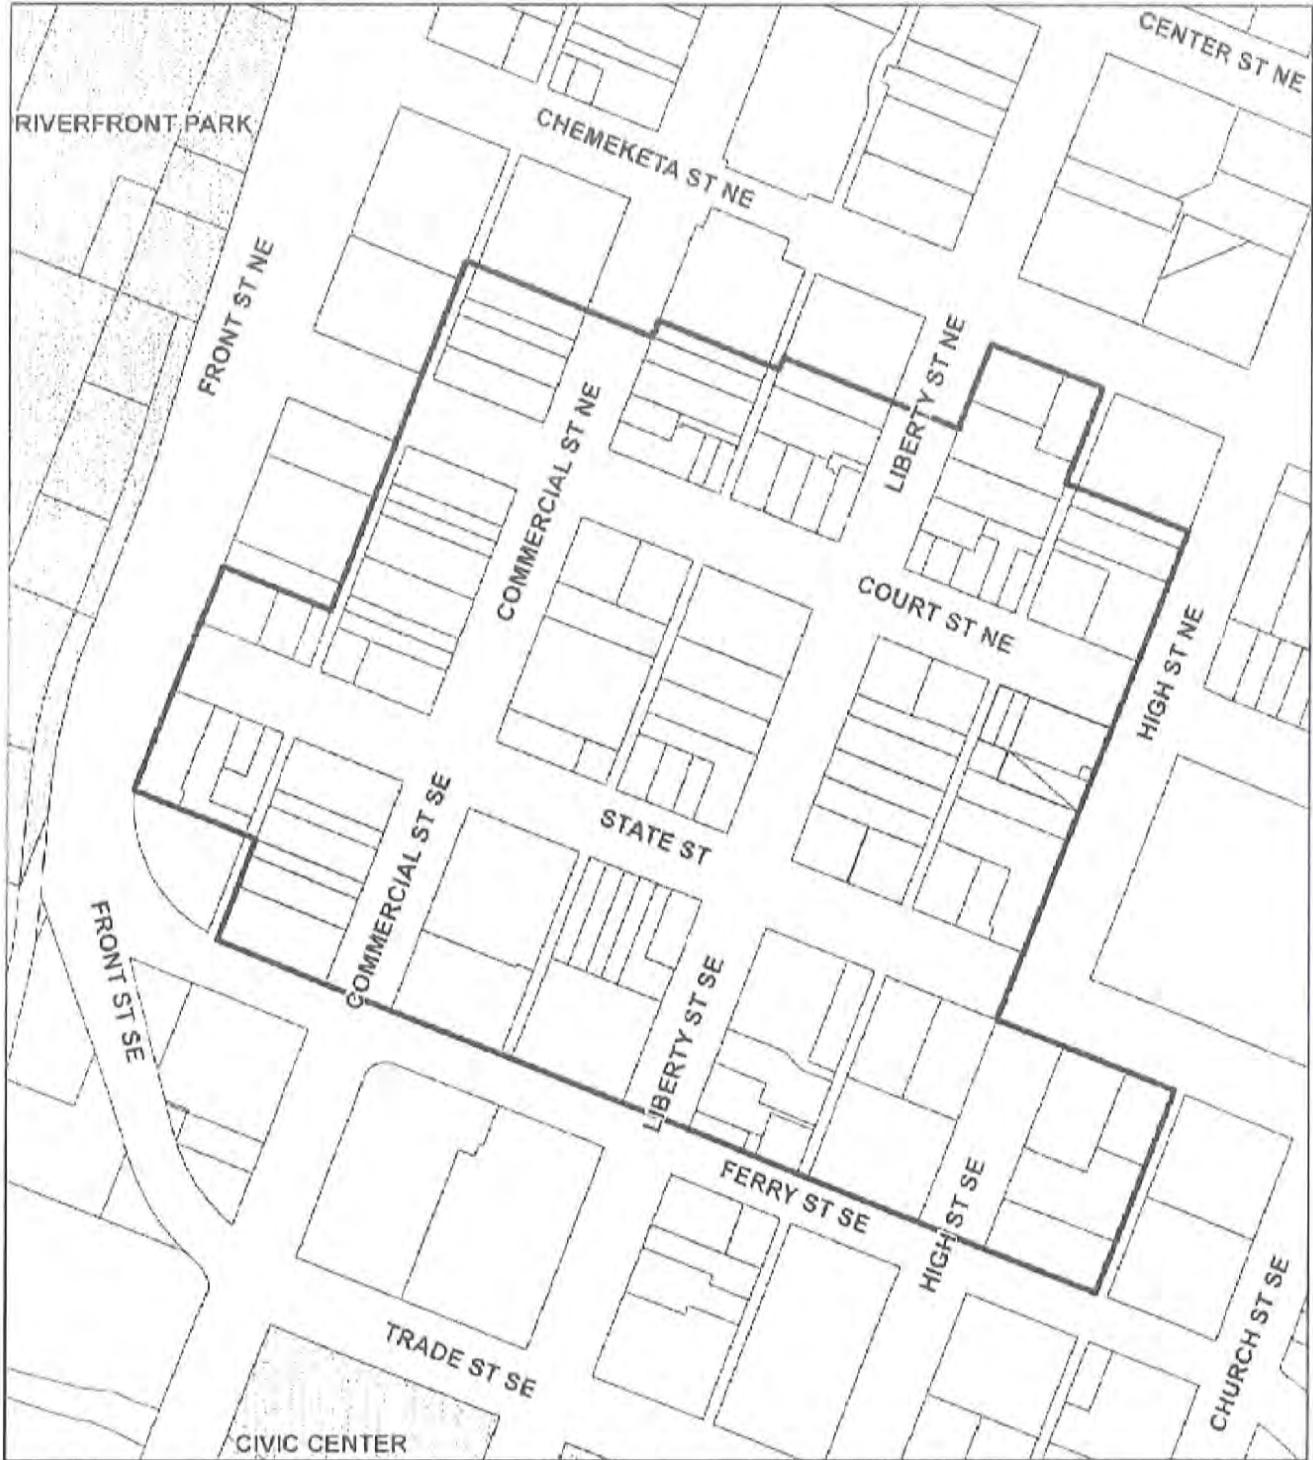 CENTER ST NE
RIVERFRONT PARK
CHEMEKETA ST NE
FRONT ST NE
LIBERTY ST NE
COMMERCIAL ST NE
COURT ST NE
HIGH ST NE
COMMERCIAL ST SE
STATE ST
FRONT ST SE
LIBERTY ST SE
FERRY ST SE
HIGH ST SE
CHURCH ST SE
TRADE ST SE
CIVIC CENTER